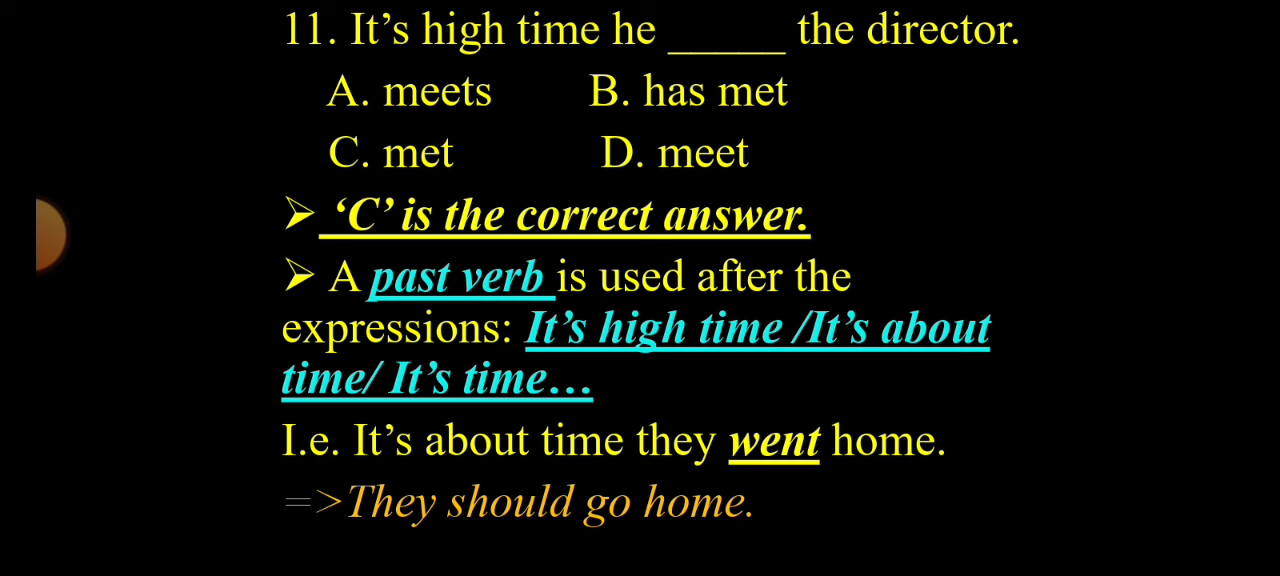 11. It’s high time he _____ the director.
A. meets B. has met
C. met D. meet
➢ ‘C’ is the correct answer.
➢ A past verb is used after the
expressions: It’s high time /It’s about
time/ It’s time…
I.e. It’s about time they went home.
=>They should go home.